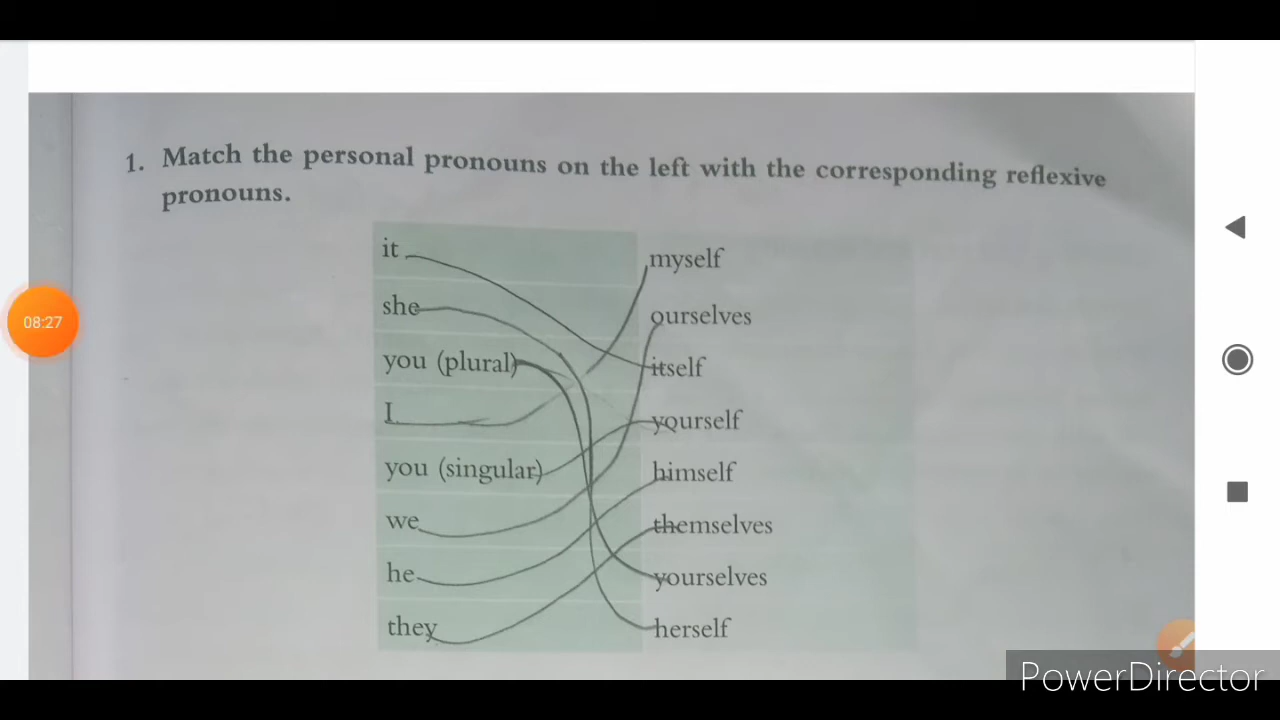 1. Match the personal pronouns on the left with the corresponding reflexive
pronouns.
it
myself
she
ourselves
you (plural)
itself
I
yourself
you (singular)
himself
we
themselves
he
yourselves
they
herself
08:27
PowerDirector